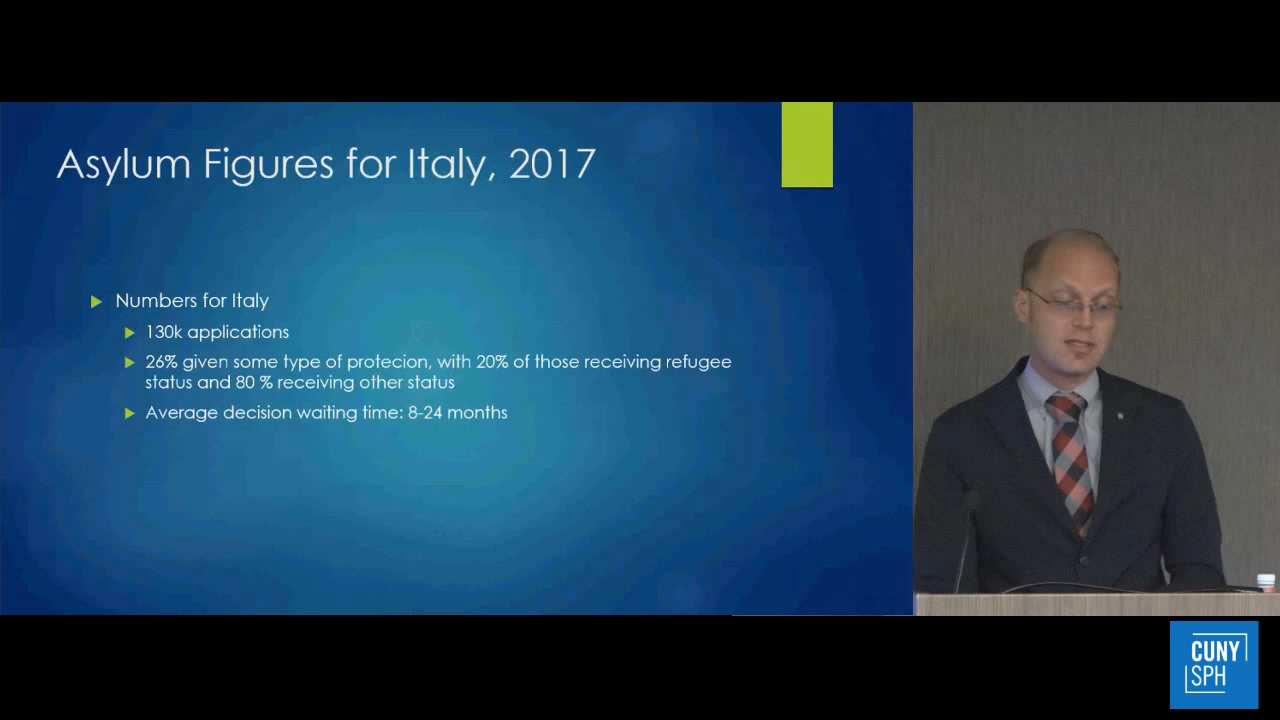 Asylum Figures for Italy, 2017
Numbers for Italy
130k applications
26% given some type of protecion, with 20% of those receiving refugee
status and 80 % receiving other status
Average decision waiting time: 8-24 months
CUNY
SPH